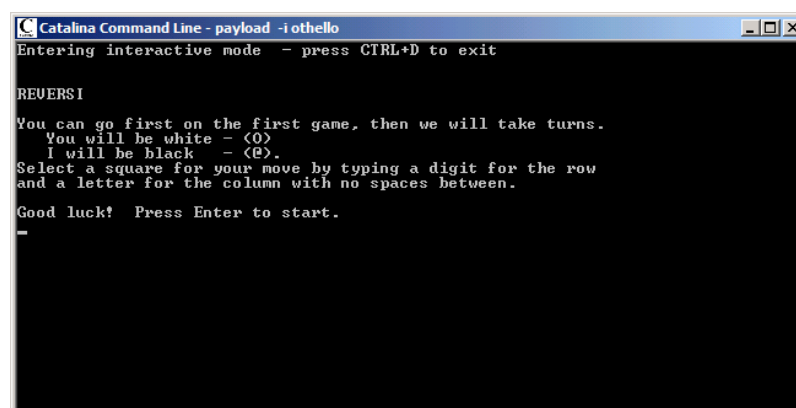 Catalina Command Line - payload -i othello
Entering interactive mode - press CTRL+D to exit
REVERSI
You can go first on the first game, then we will take turns.
You will be white - (O)
I will be black - (@).
Select a square for your move by typing a digit for the row
and a letter for the column with no spaces between.
Good luck! Press Enter to start.